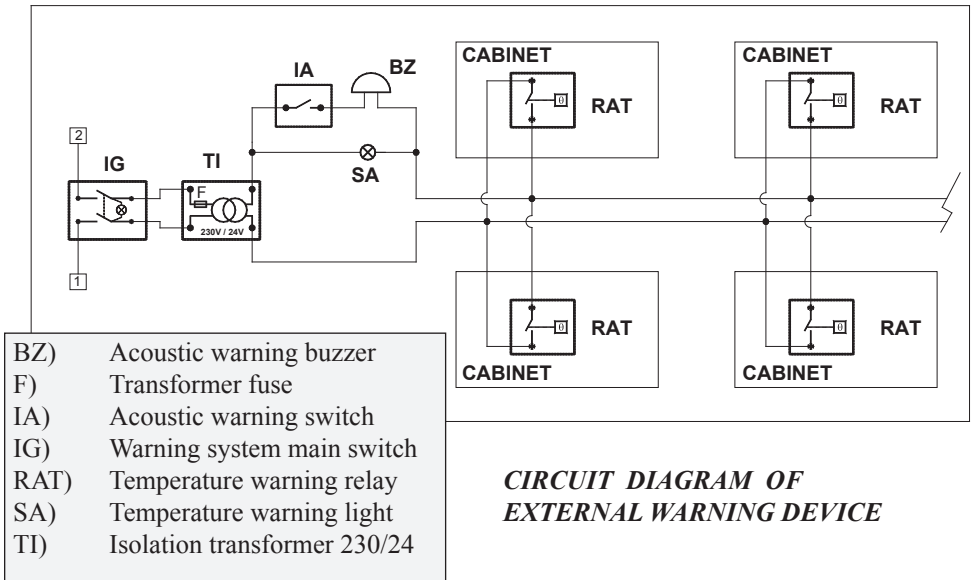 CABINET
CABINET
IA
BZ
RAT
RAT
2
IG
TI
SA
F
230V / 24V
1
θ
θ
θ
θ
RAT
RAT
CABINET
CABINET
BZ) Acoustic warning buzzer
F) Transformer fuse
IA) Acoustic warning switch
IG) Warning system main switch
RAT) Temperature warning relay
SA) Temperature warning light
TI) Isolation transformer 230/24
CIRCUIT DIAGRAM OF
EXTERNAL WARNING DEVICE